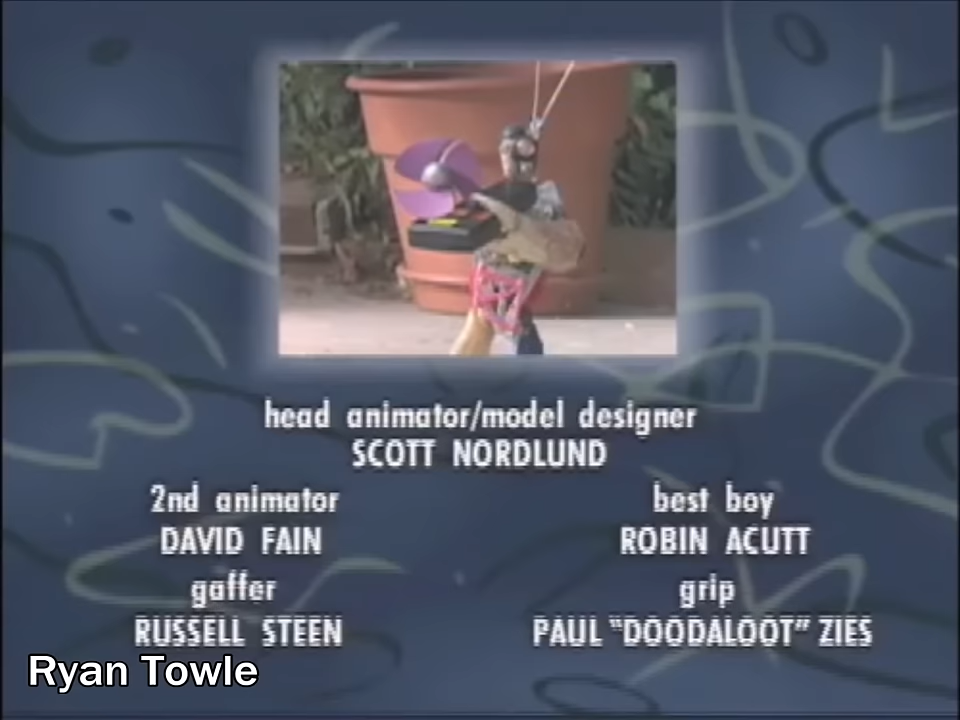 head animator/model designer
SCOTT NORDLUND
2nd animator
DAVID FAIN
best boy
ROBIN ACUTT
gaffer
RUSSELL STEEN
grip
PAUL "DOODALOOT" ZIES
Ryan Towle